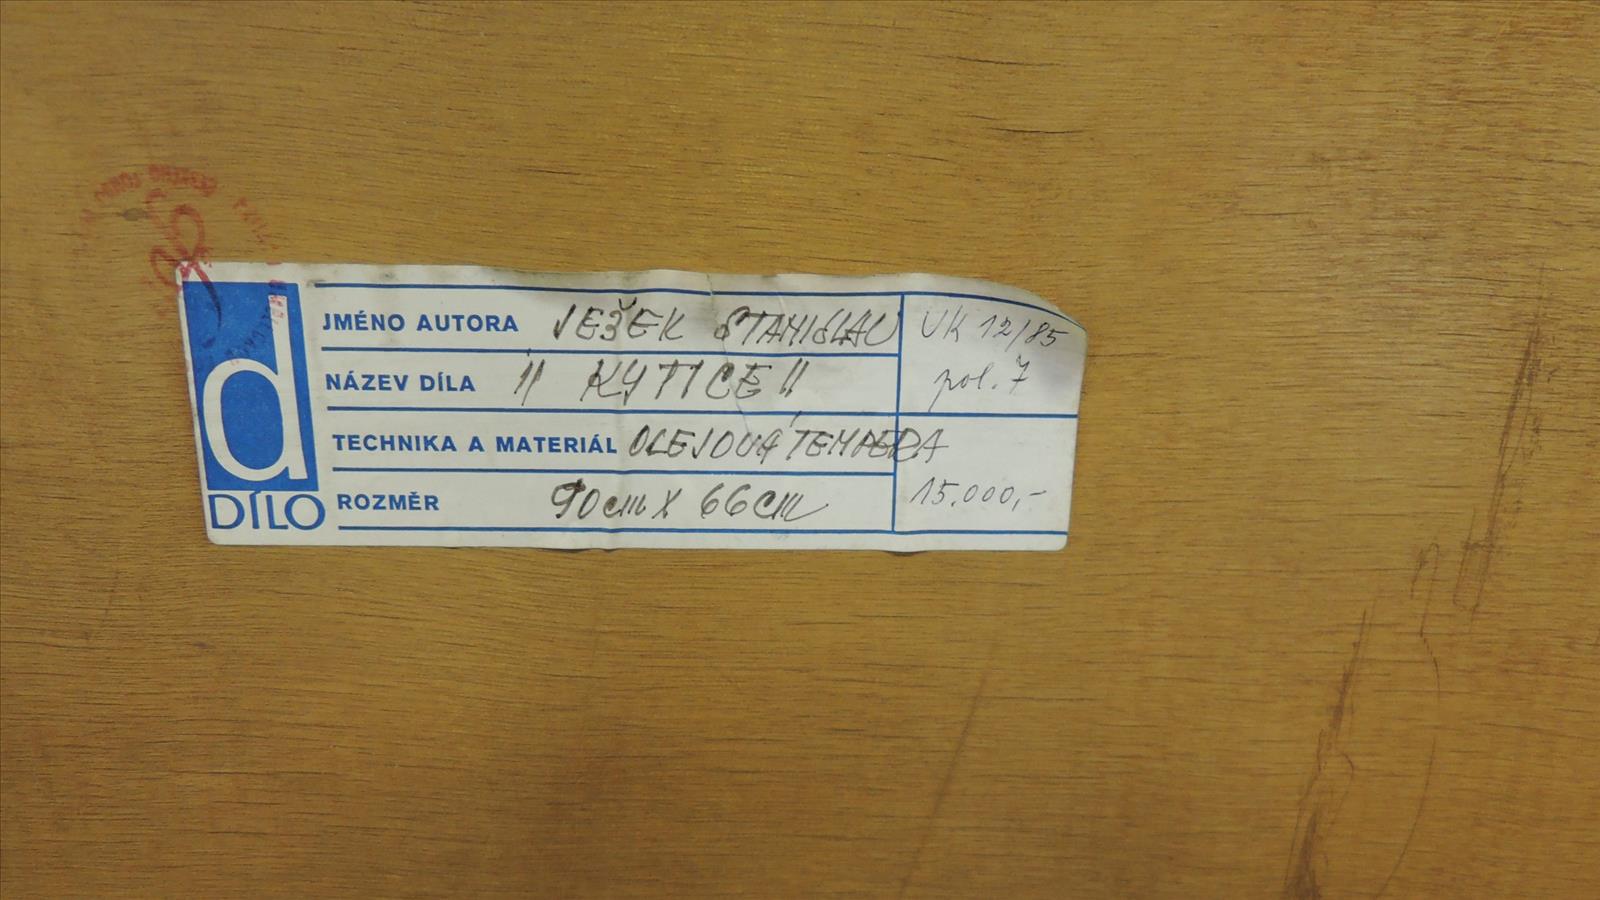 JMÉNO AUTORA JEŽEK STANISLAV UK 12/85
NÁZEV DÍLA " KYTICE " pol. 7
TECHNIKA A MATERIÁL OLEJOVÁ TEMPERA
ROZMĚR 90cm X 66cm 15.000,-
d
DÍLO